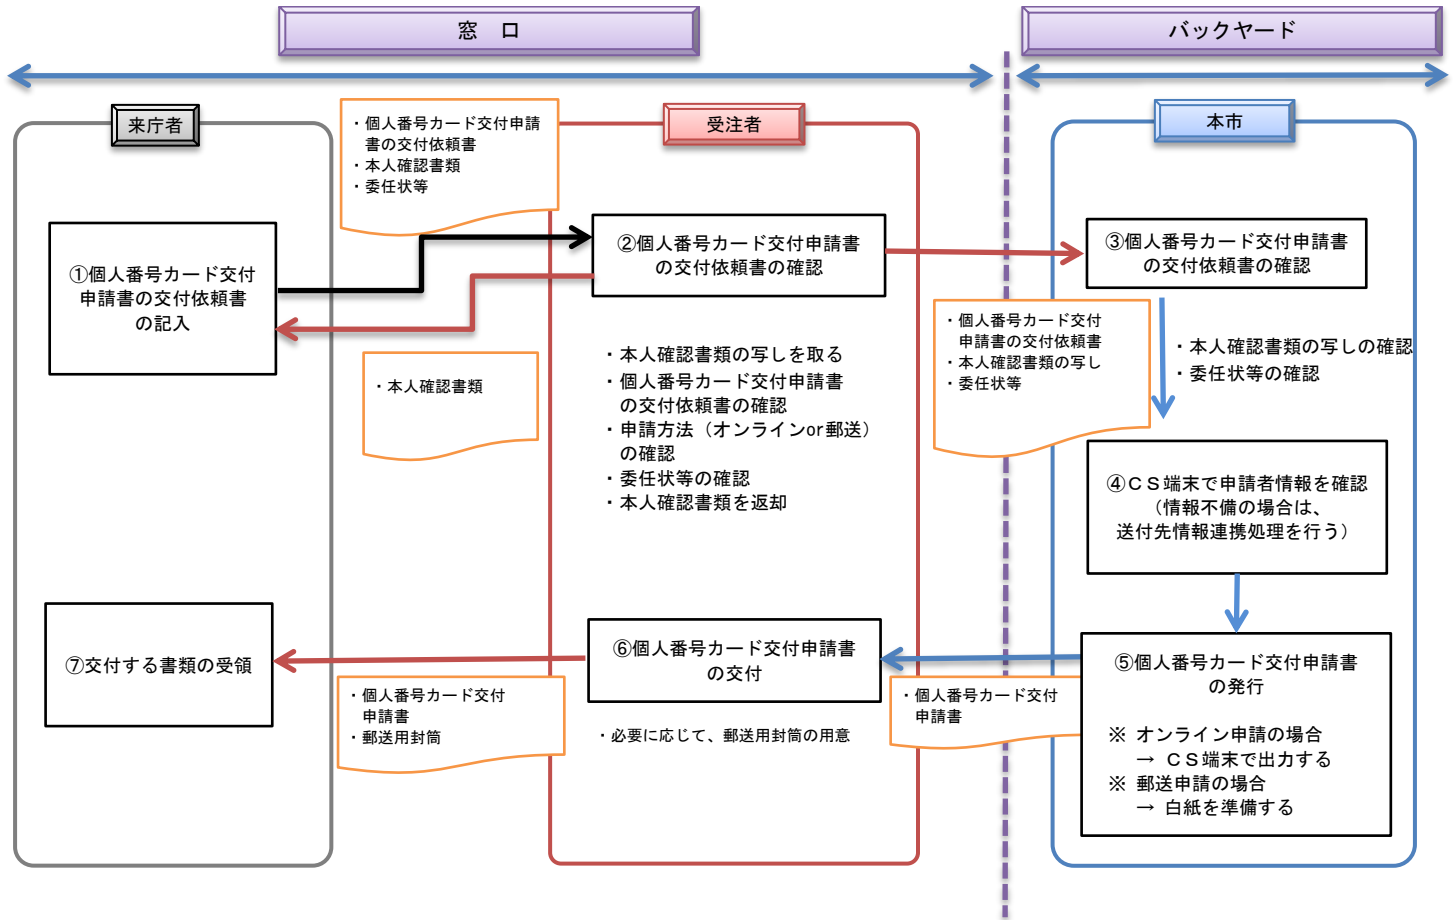 窓　口
バックヤード
来庁者
受注者
本市
・個人番号カード交付申請
書の交付依頼書
・本人確認書類
・委任状等
①個人番号カード交付
申請書の交付依頼書
の記入
②個人番号カード交付申請書
の交付依頼書の確認
③個人番号カード交付申請書
の交付依頼書の確認
・本人確認書類
・本人確認書類の写しを取る
・個人番号カード交付申請書
の交付依頼書の確認
・申請方法（オンラインor郵送）
の確認
・委任状等の確認
・本人確認書類を返却
・個人番号カード交付
申請書の交付依頼書
・本人確認書類の写し
・委任状等
・本人確認書類の写しの確認
・委任状等の確認
④ＣＳ端末で申請者情報を確認
（情報不備の場合は、
送付先情報連携処理を行う）
⑤個人番号カード交付申請書
の発行
※ オンライン申請の場合
→ ＣＳ端末で出力する
※ 郵送申請の場合
→ 白紙を準備する
・個人番号カード交付
申請書
⑥個人番号カード交付申請書
の交付
・必要に応じて、郵送用封筒の用意
・個人番号カード交付
申請書
・郵送用封筒
⑦交付する書類の受領